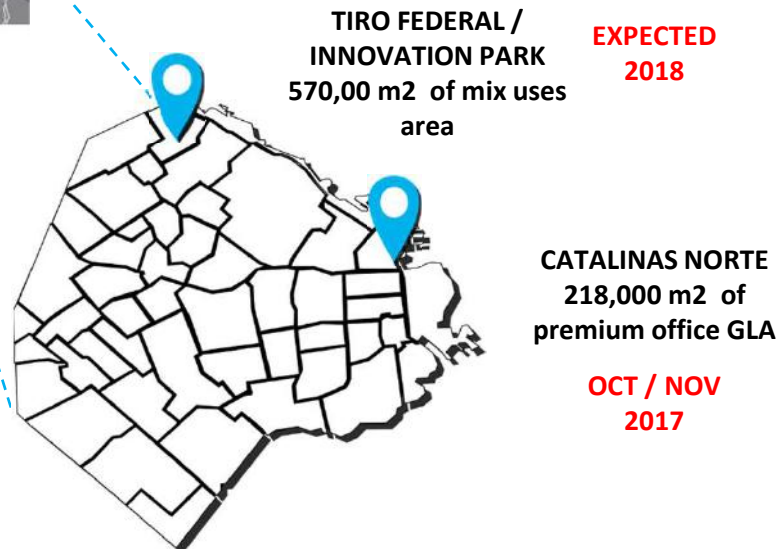 TIRO FEDERAL /
INNOVATION PARK
570,00 m2 of mix uses
area
EXPECTED
2018
CATALINAS NORTE
218,000 m2 of
premium office GLA
OCT / NOV
2017